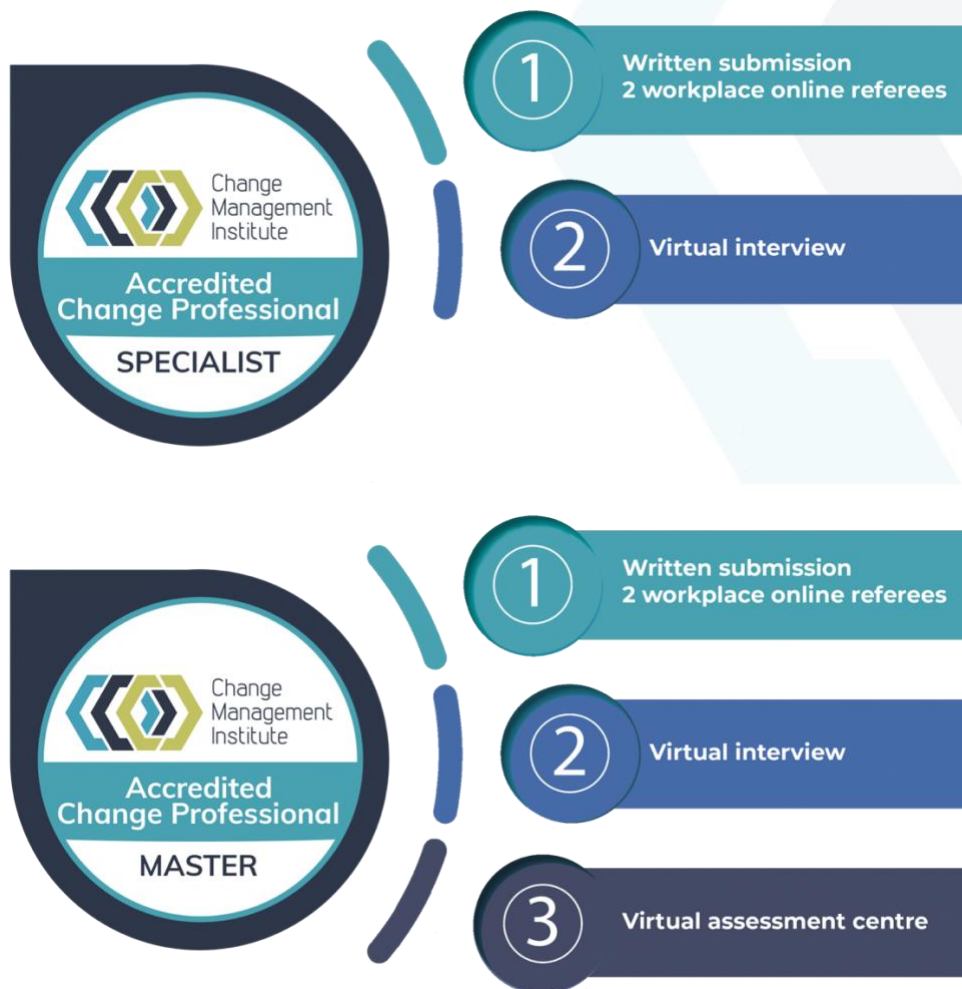 Change
Management
Institute
Accredited
Change Professional
SPECIALIST
1
Written submission
2 workplace online referees
2
Virtual interview
Change
Management
Institute
Accredited
Change Professional
MASTER
1
Written submission
2 workplace online referees
2
Virtual interview
3
Virtual assessment centre